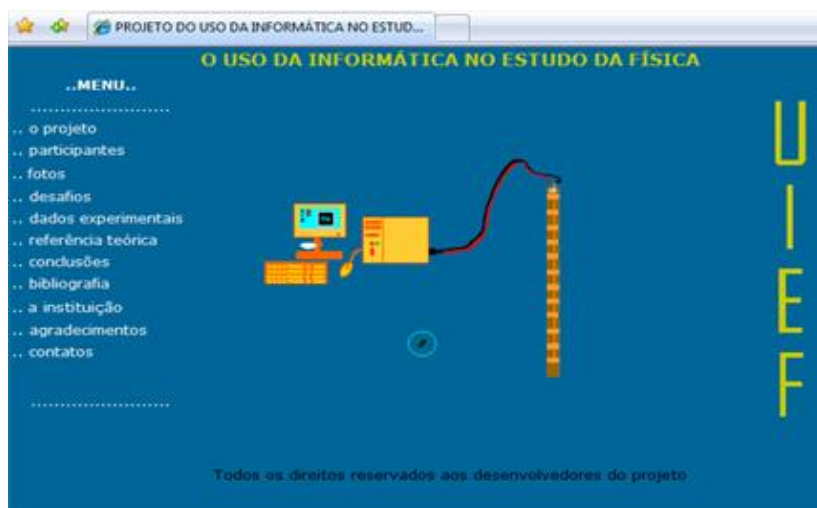 PROJETO DO USO DA INFORMÁTICA NO ESTUD...
O USO DA INFORMÁTICA NO ESTUDO DA FÍSICA
..MENU..
........................
.. o projeto
.. participantes
.. fotos
.. desafios
.. dados experimentais
.. referência teórica
.. conclusões
.. bibliografia
.. a instituição
.. agradecimentos
.. contatos
........................
U
I
E
F
Todos os direitos reservados aos desenvolvedores do projeto